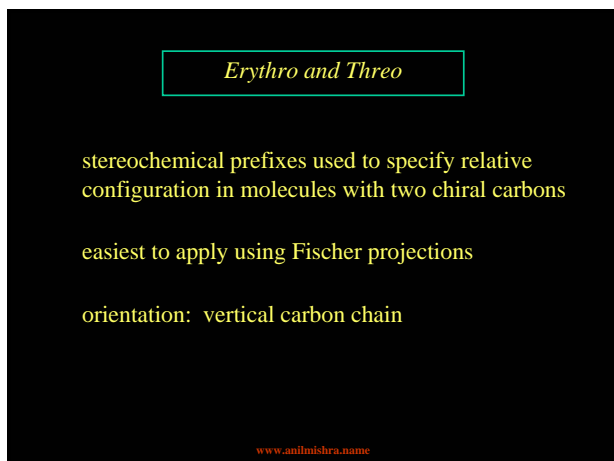 Erythro and Threo
stereochemical prefixes used to specify relative
configuration in molecules with two chiral carbons
easiest to apply using Fischer projections
orientation:  vertical carbon chain
www.anilmishra.name